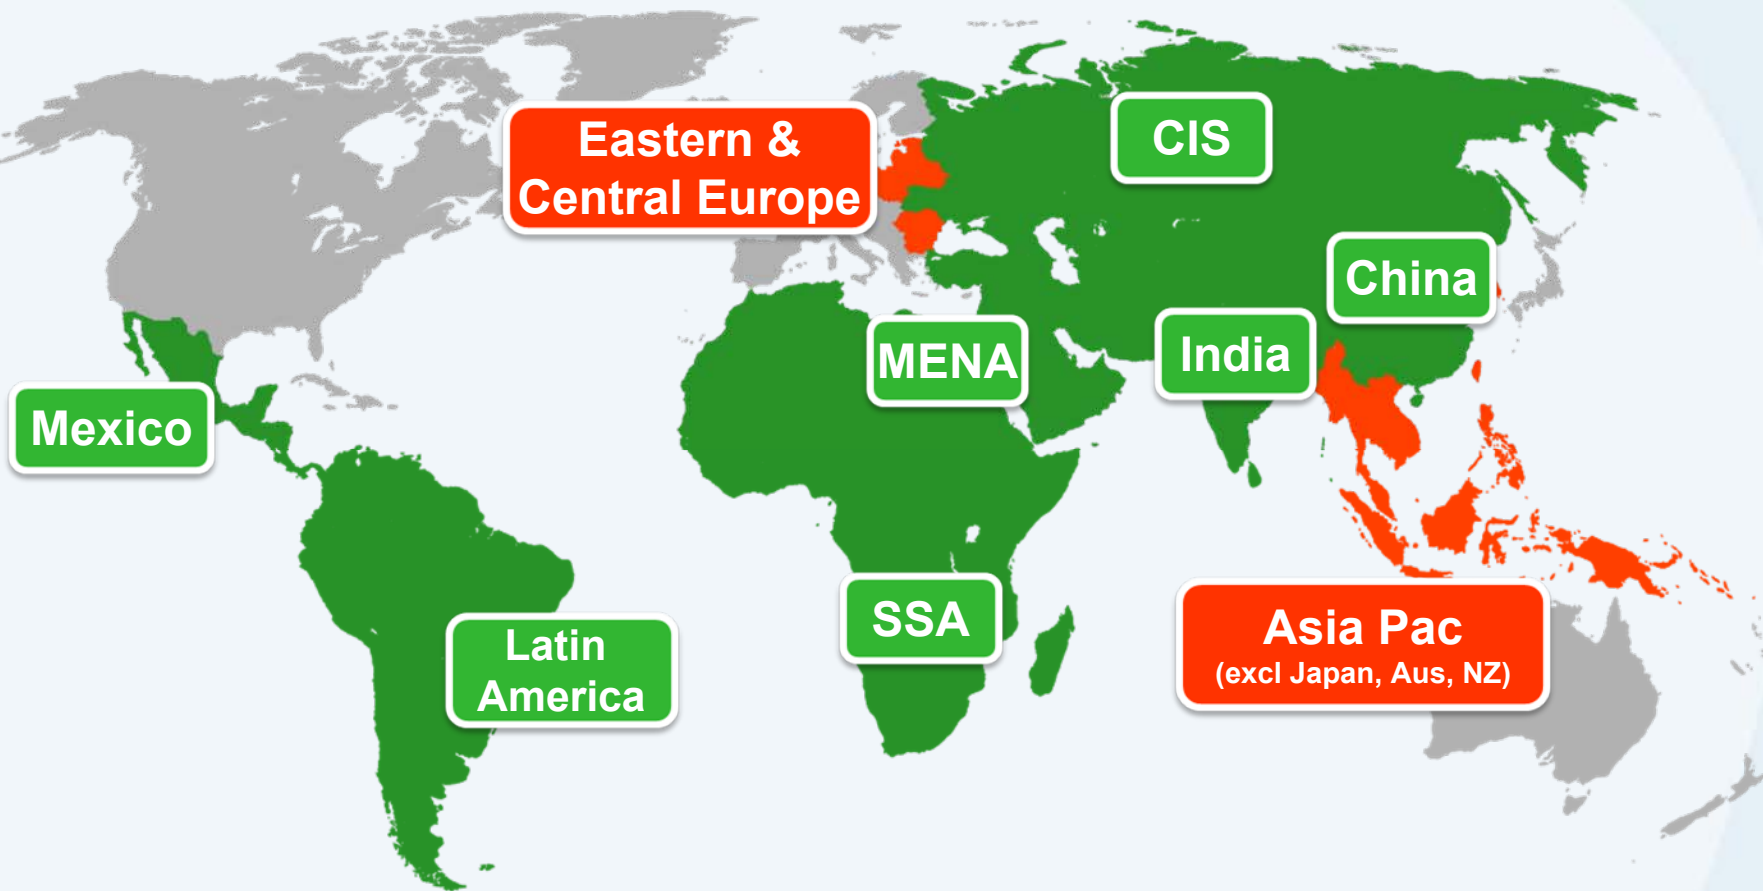 Eastern &
Central Europe
CIS
China
MENA
India
Mexico
SSA
Latin
America
Asia Pac
(excl Japan, Aus, NZ)